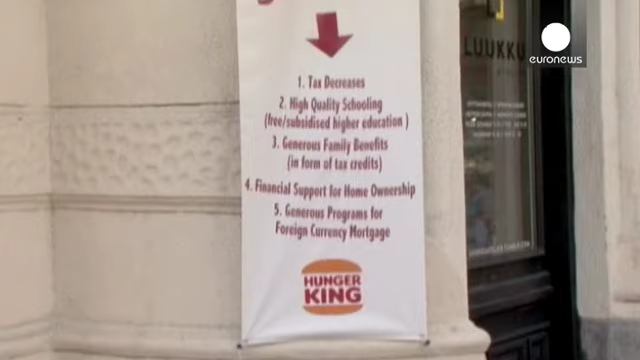 1. Tax Decreases
2. High Quality Schooling
(free/subsidised higher education )
3. Generous Family Benefits
(in form of tax credits)
4. Financial Support for Home Ownership
5. Generous Programs for
Foreign Currency Mortgage
HUNGER
KING
LUUKKU
euronews